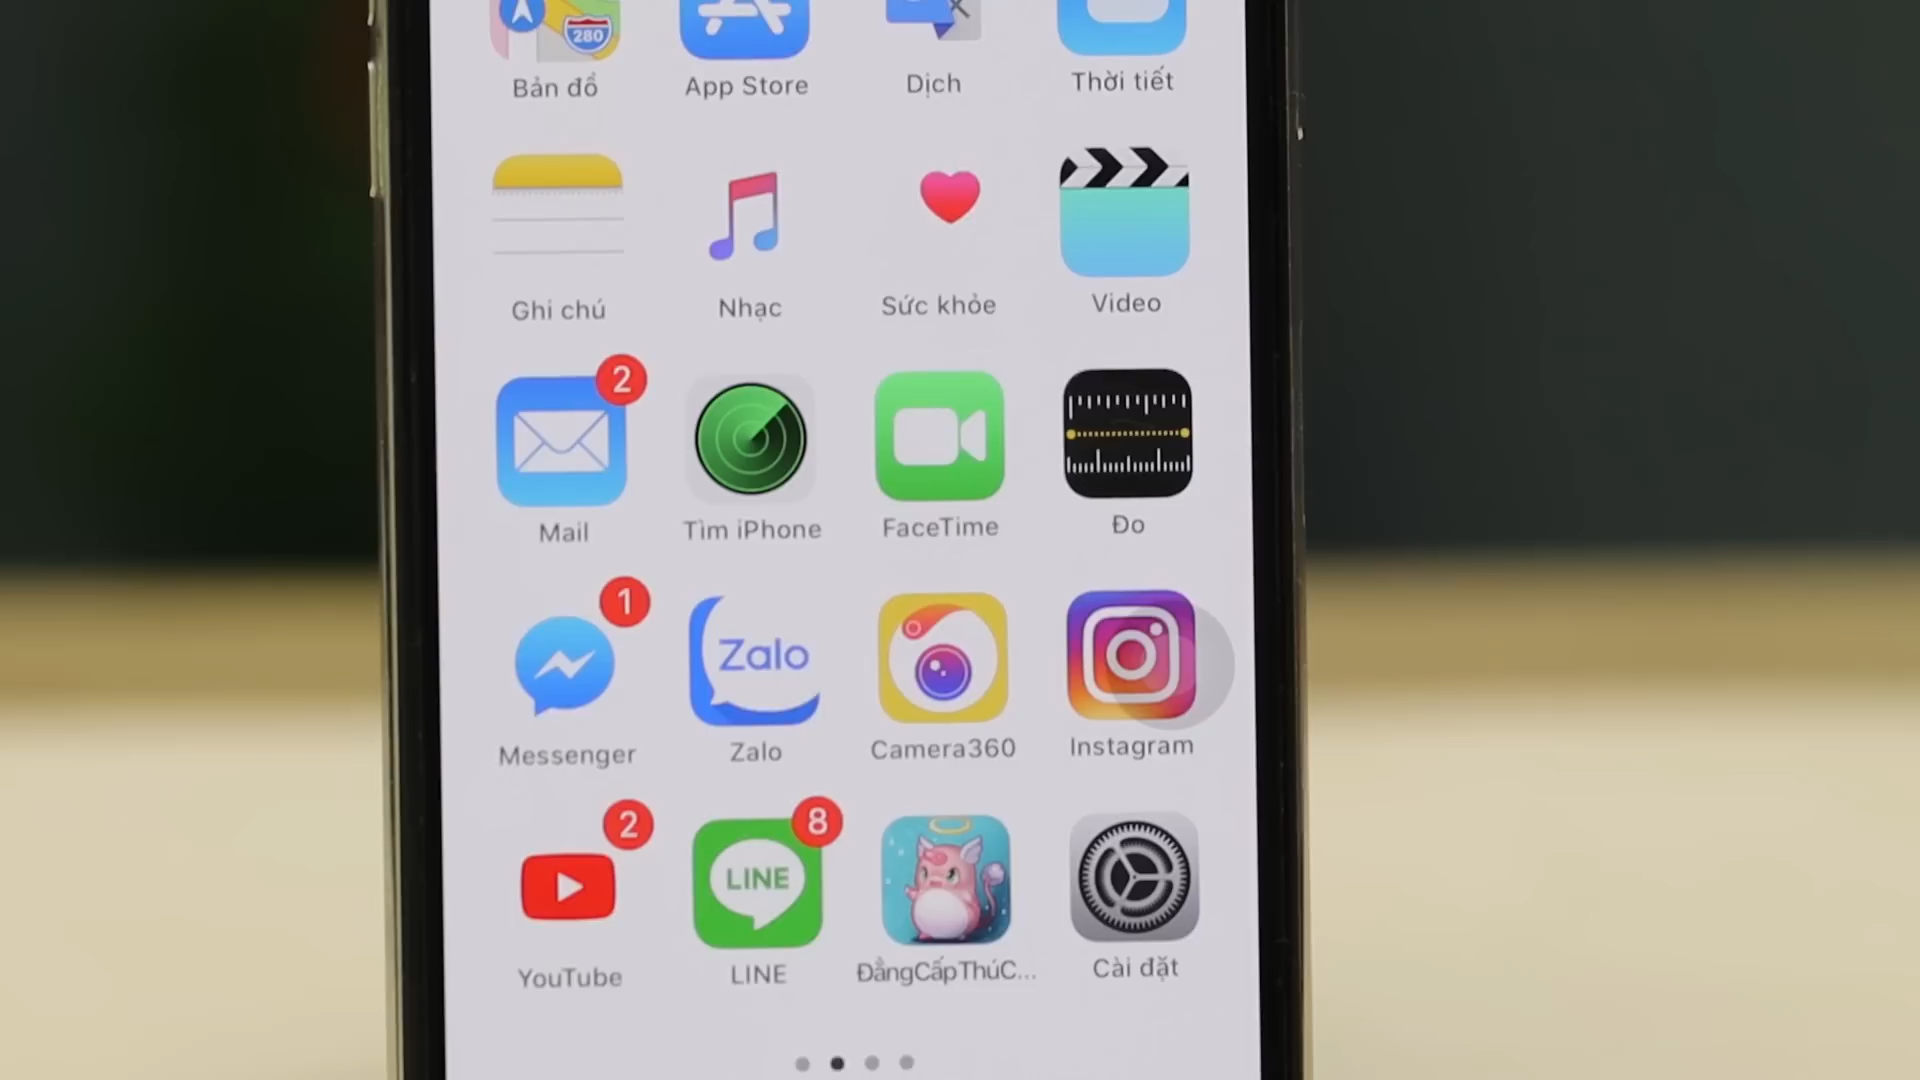 280
Bản đồ
App Store
Dịch
Thời tiết
Ghi chú
Nhạc
Sức khỏe
Video
2
Mail
Tìm iPhone
FaceTime
Đo
1
Messenger
Zalo
Zalo
Camera360
Instagram
2
YouTube
8
LINE
LINE
ĐẳngCấpThúC...
Cài đặt